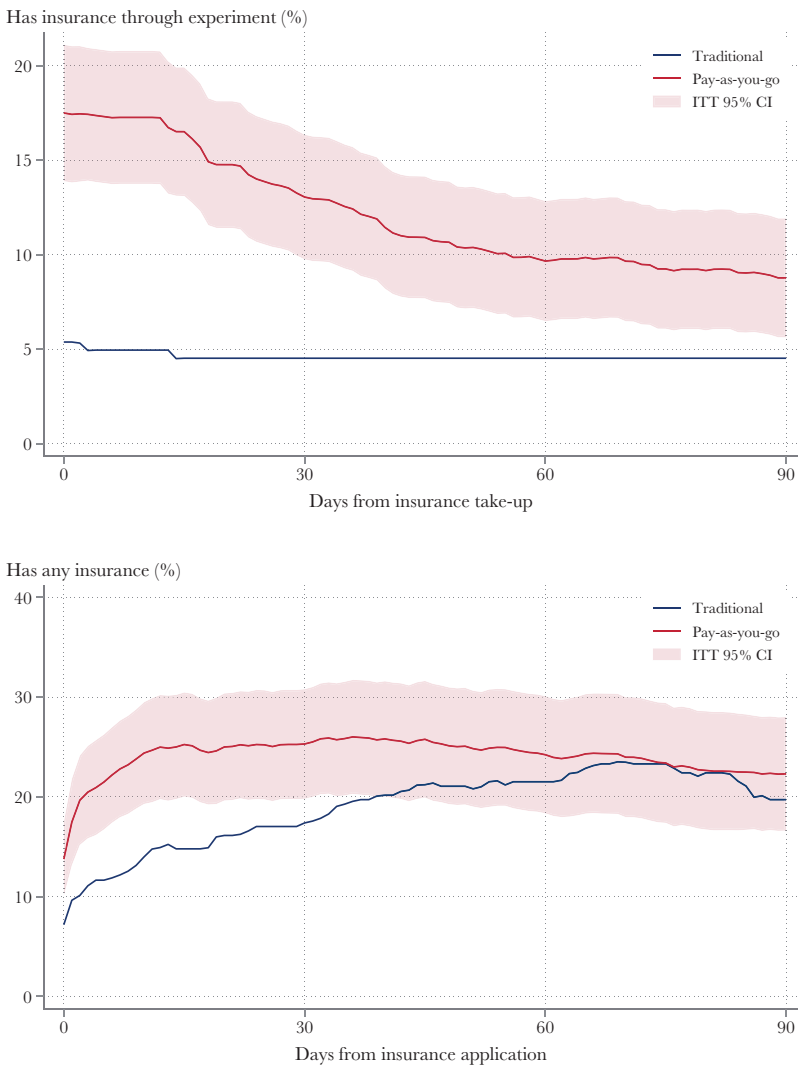 Has insurance through experiment (%)
Traditional
Pay-as-you-go
ITT 95% CI
20
15
10
5
0
0 30 60 90
Days from insurance take-up
Has any insurance (%)
Traditional
Pay-as-you-go
ITT 95% CI
40
30
20
10
0
0 30 60 90
Days from insurance application